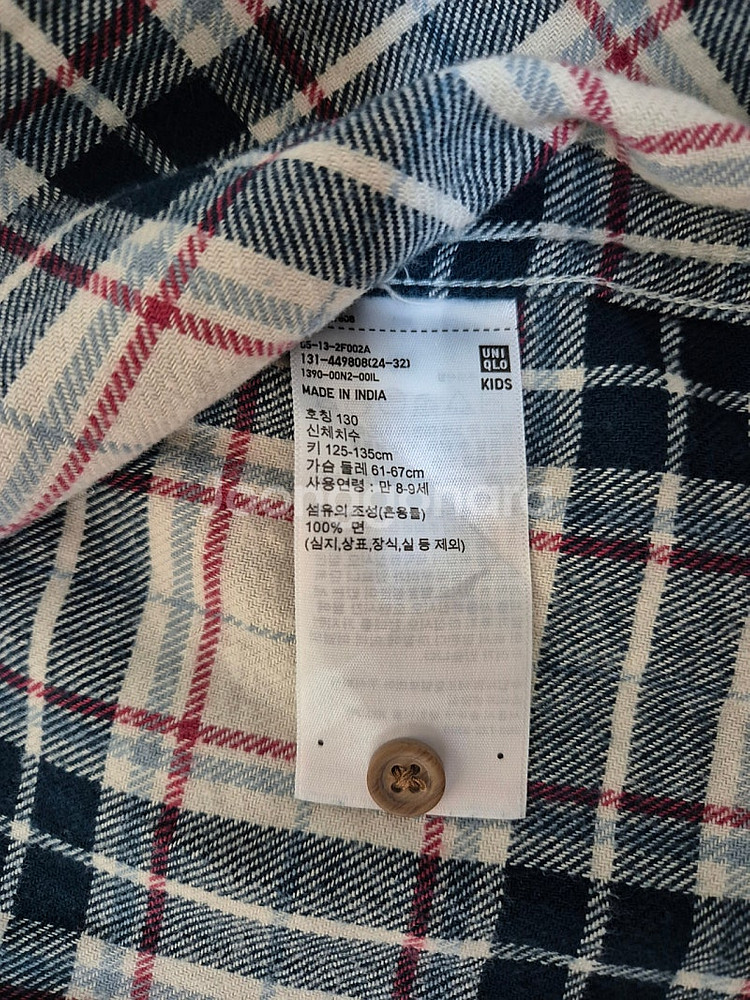 05-13-2F002A
131-449808(24-32)
1390-00N2-00IL
MADE IN INDIA
UNI
QLO
KIDS
호칭 130
신체치수
키 125-135cm
가슴 둘레 61-67cm
사용연령 : 만 8-9세
섬유의 조성(혼용률)
100% 면
(심지,상표,장식,실 등 제외)